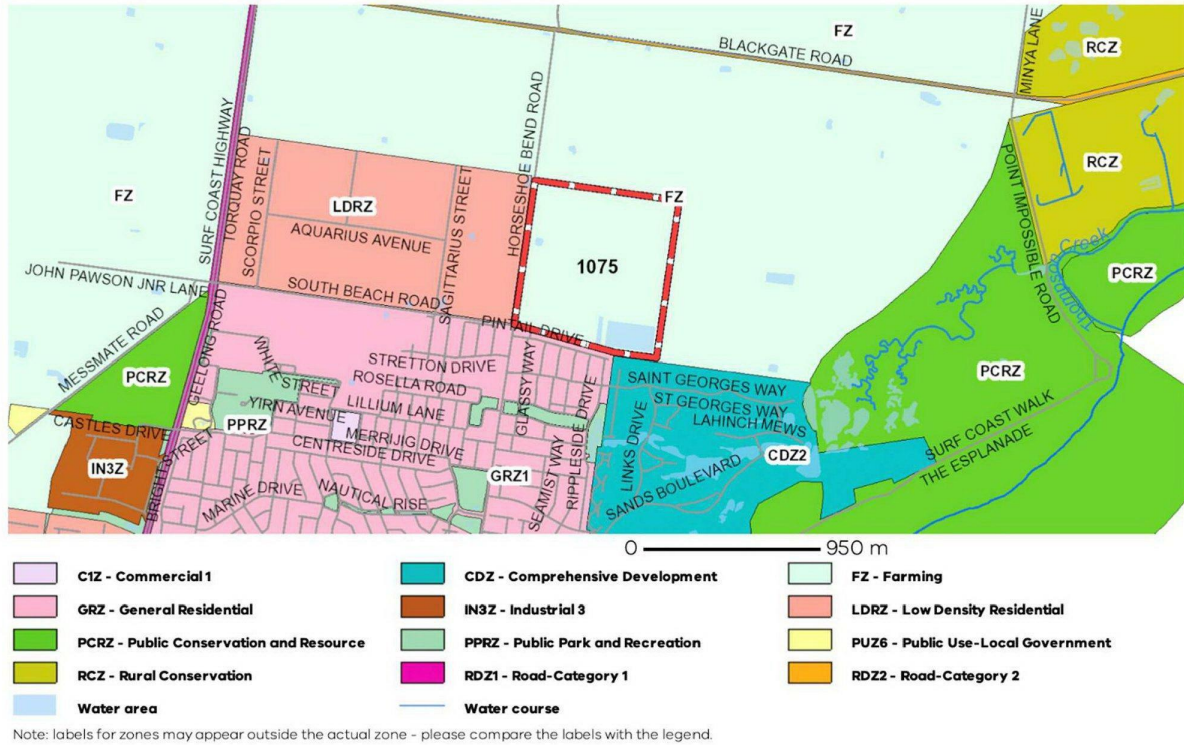 FZ
BLACKGATE ROAD
MINYA LANE
RCZ
SURF COAST HIGHWAY
TORQUAY ROAD
SCORPIO STREET
HORSESHOE BEND ROAD
SAGITTARIUS STREET
POINT IMPOSSIBLE ROAD
RCZ
FZ
LDRZ
FZ
AQUARIUS AVENUE
1075
Thompson Creek
PCRZ
JOHN PAWSON JNR LANE
SOUTH BEACH ROAD
PINTAIL DRIVE
MESSMATE ROAD
GEELONG ROAD
PCRZ
WHITE STREET
STRETTON DRIVE
ROSELLA ROAD
GLASSY WAY
SAINT GEORGES WAY
PCRZ
YIRN AVENUE
LILLIUM LANE
ST GEORGES WAY
LAHINCH MEWS
PPRZ
CASTLES DRIVE
MERRIJIG DRIVE
CENTRESIDE DRIVE
RIPPLESIDE DRIVE
LINKS DRIVE
SURF COAST WALK
THE ESPLANADE
IN3Z
BRIGHT STREET
GRZ1
SEAMIST WAY
CDZ2
SANDS BOULEVARD
MARINE DRIVE
NAUTICAL RISE
0 950 m
C1Z - Commercial 1
CDZ - Comprehensive Development
FZ - Farming
GRZ - General Residential
IN3Z - Industrial 3
LDRZ - Low Density Residential
PCRZ - Public Conservation and Resource
PPRZ - Public Park and Recreation
PUZ6 - Public Use-Local Government
RCZ - Rural Conservation
RDZ1 - Road-Category 1
RDZ2 - Road-Category 2
Water area
Water course
Note: labels for zones may appear outside the actual zone - please compare the labels with the legend.